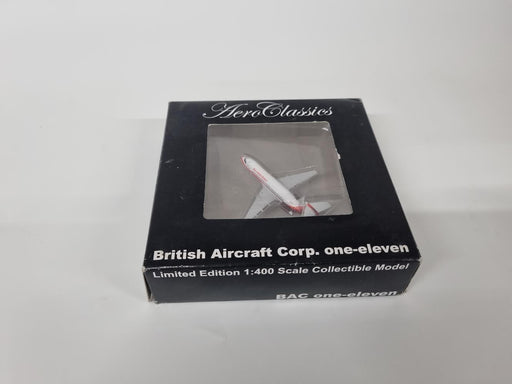 AeroClassics
British Aircraft Corp. one-eleven
Limited Edition 1:400 Scale Collectible Model
BAC one-eleven